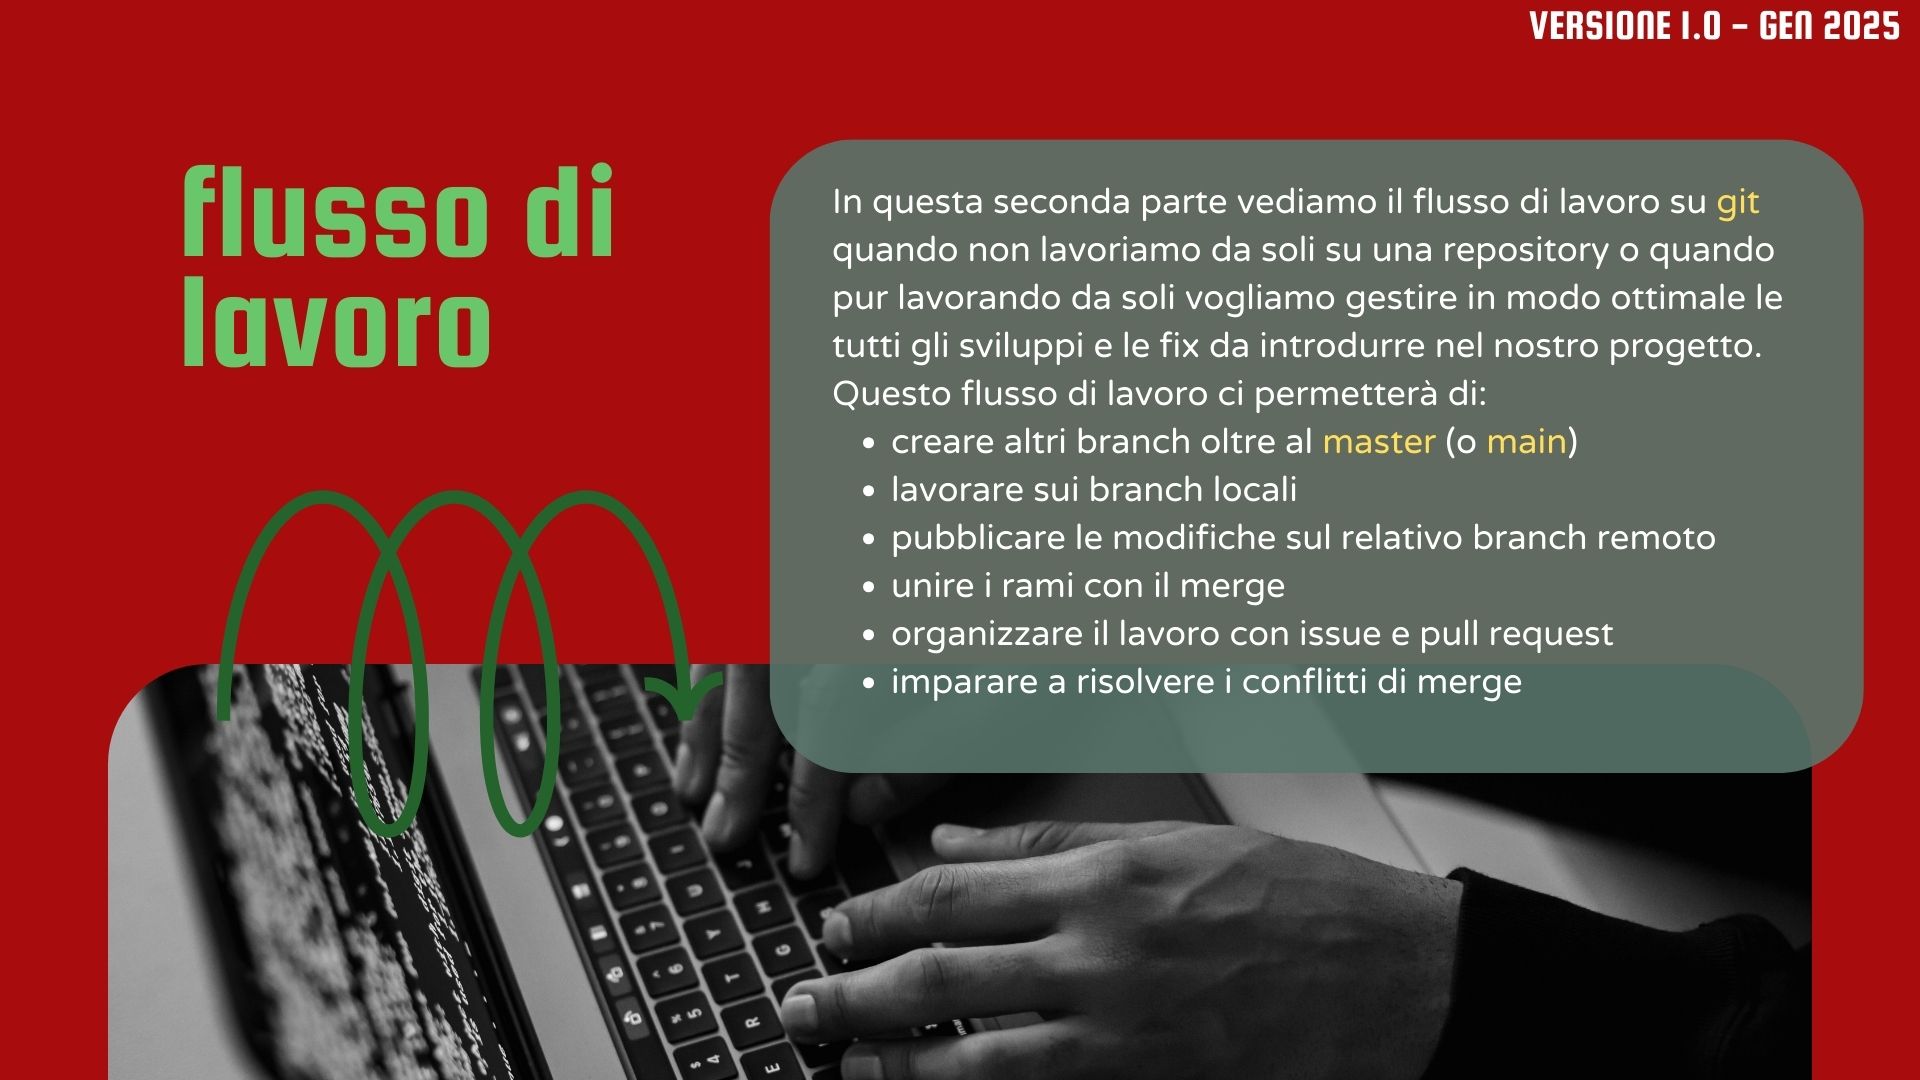 VERSIONE 1.0 - GEN 2025
flusso di
lavoro
In questa seconda parte vediamo il flusso di lavoro su git
quando non lavoriamo da soli su una repository o quando
pur lavorando da soli vogliamo gestire in modo ottimale le
tutti gli sviluppi e le fix da introdurre nel nostro progetto.
Questo flusso di lavoro ci permetterà di:
• creare altri branch oltre al master (o main)
• lavorare sui branch locali
• pubblicare le modifiche sul relativo branch remoto
• unire i rami con il merge
• organizzare il lavoro con issue e pull request
• imparare a risolvere i conflitti di merge